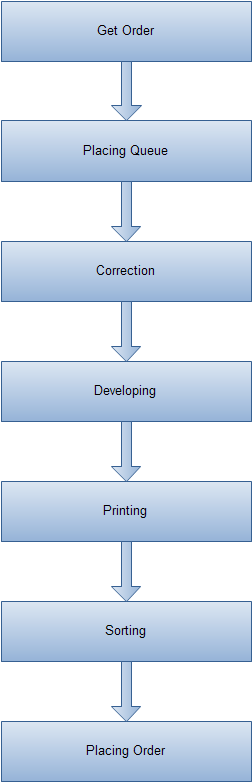 Get Order
Placing Queue
Correction
Developing
Printing
Sorting
Placing Order